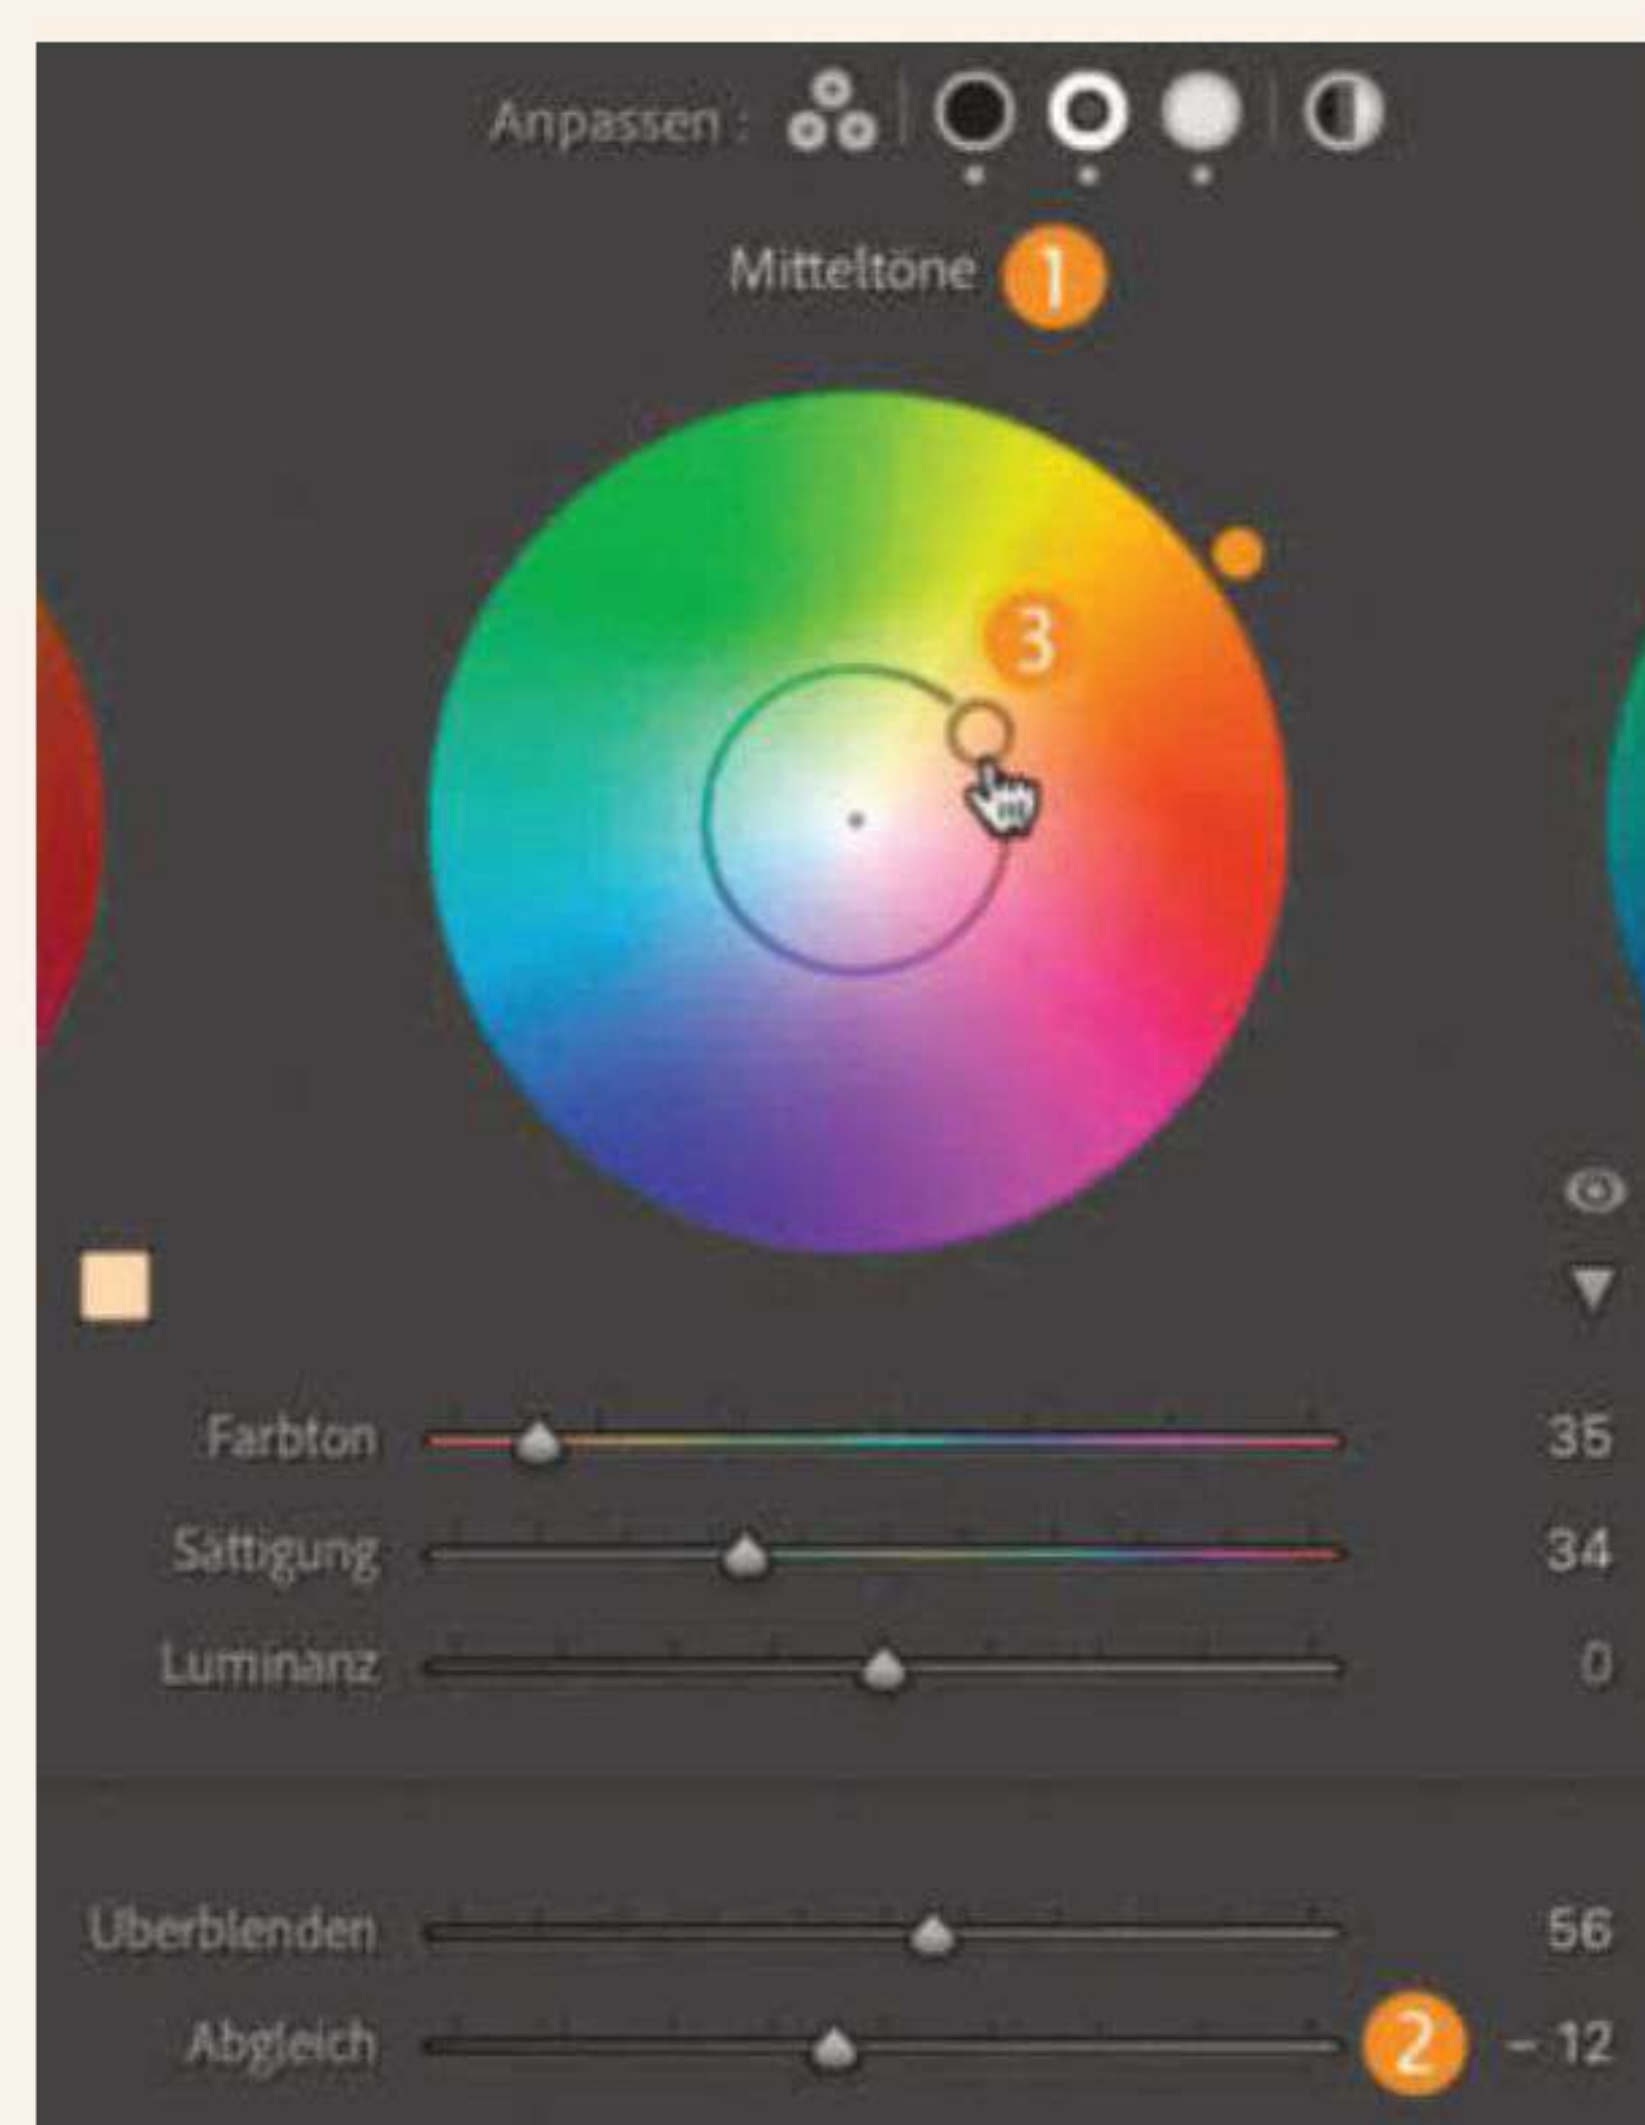 Anpassen :
Mitteltöne 1
3
Farbton 35
Sättigung 34
Luminanz 0
Überblenden 56
Abgleich 2 - 12